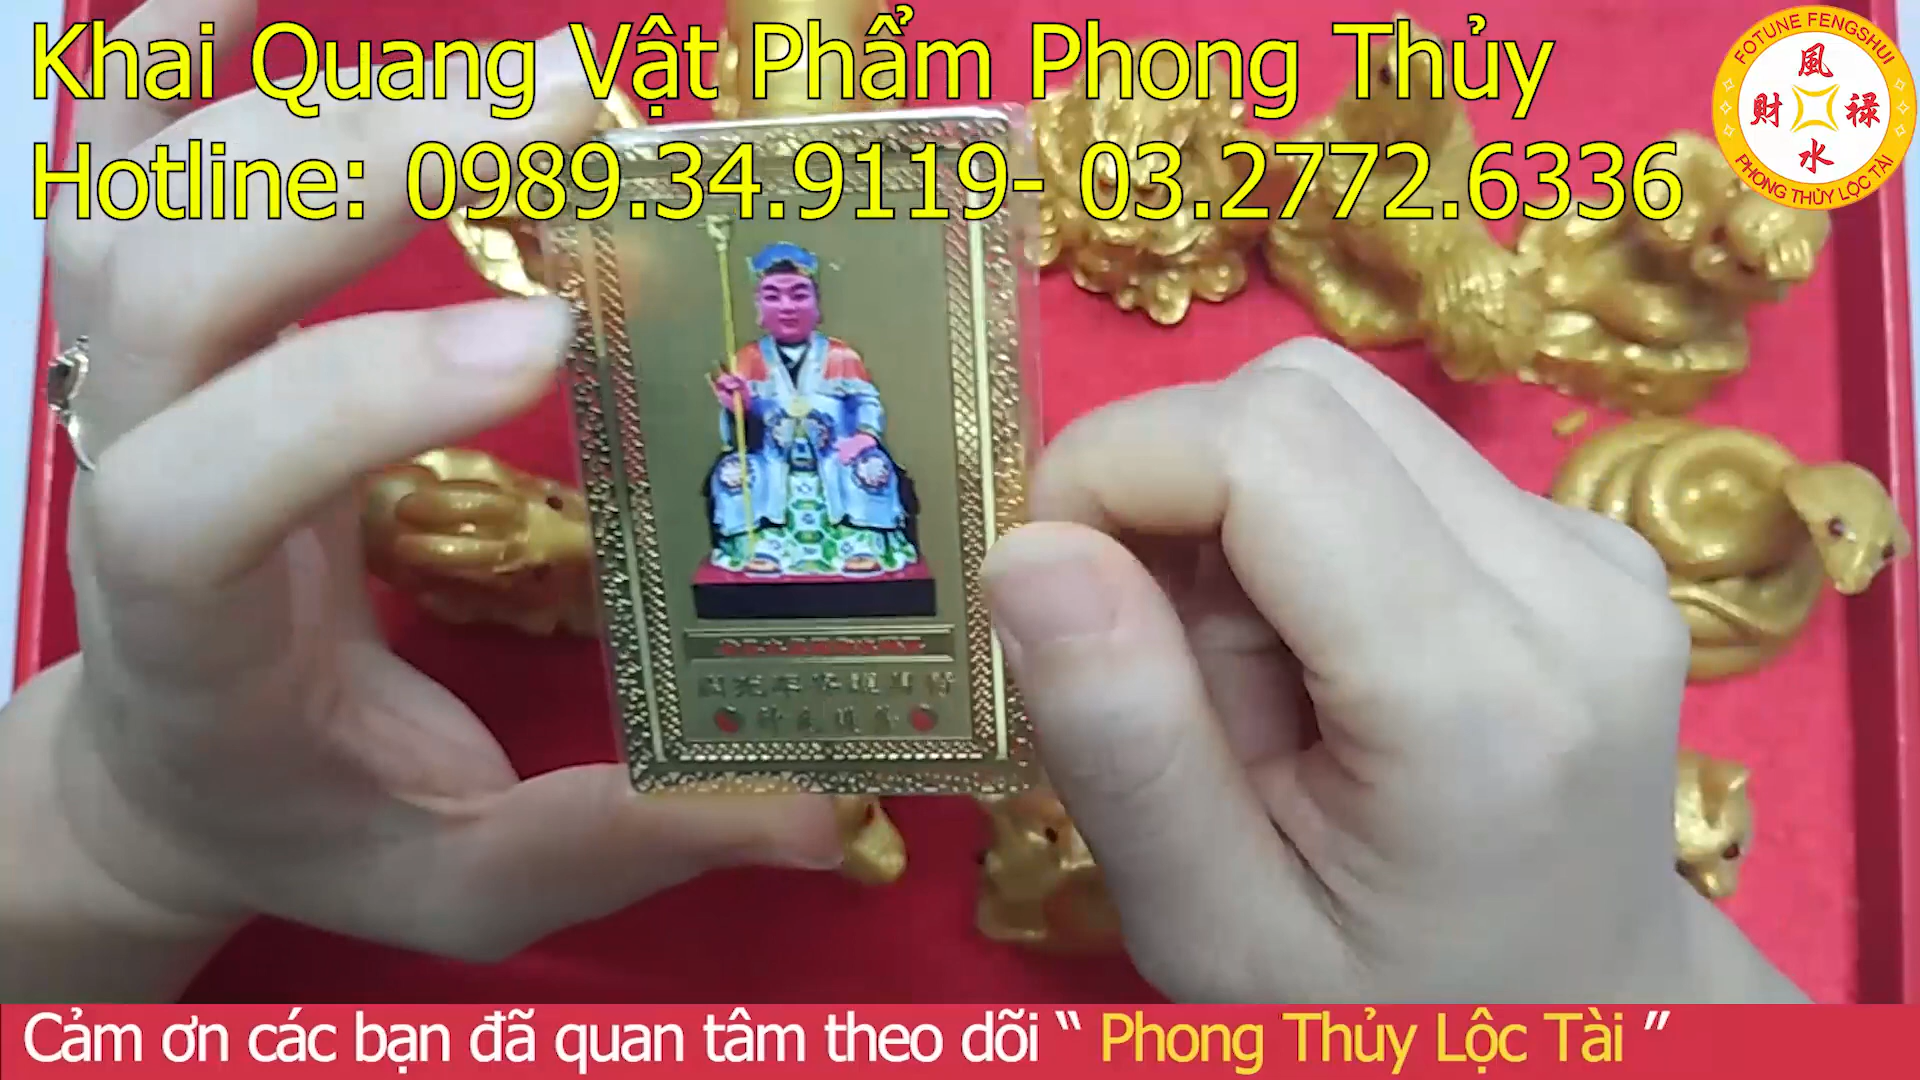 Khai Quang Vật Phẩm Phong Thủy
Hotline: 0989.34.9119- 03.2772.6336
FOTUNE FENGSHUI
風
財 禄
水
PHONG THỦY LỘC TÀI
Cảm ơn các bạn đã quan tâm theo dõi “ Phong Thủy Lộc Tài ”